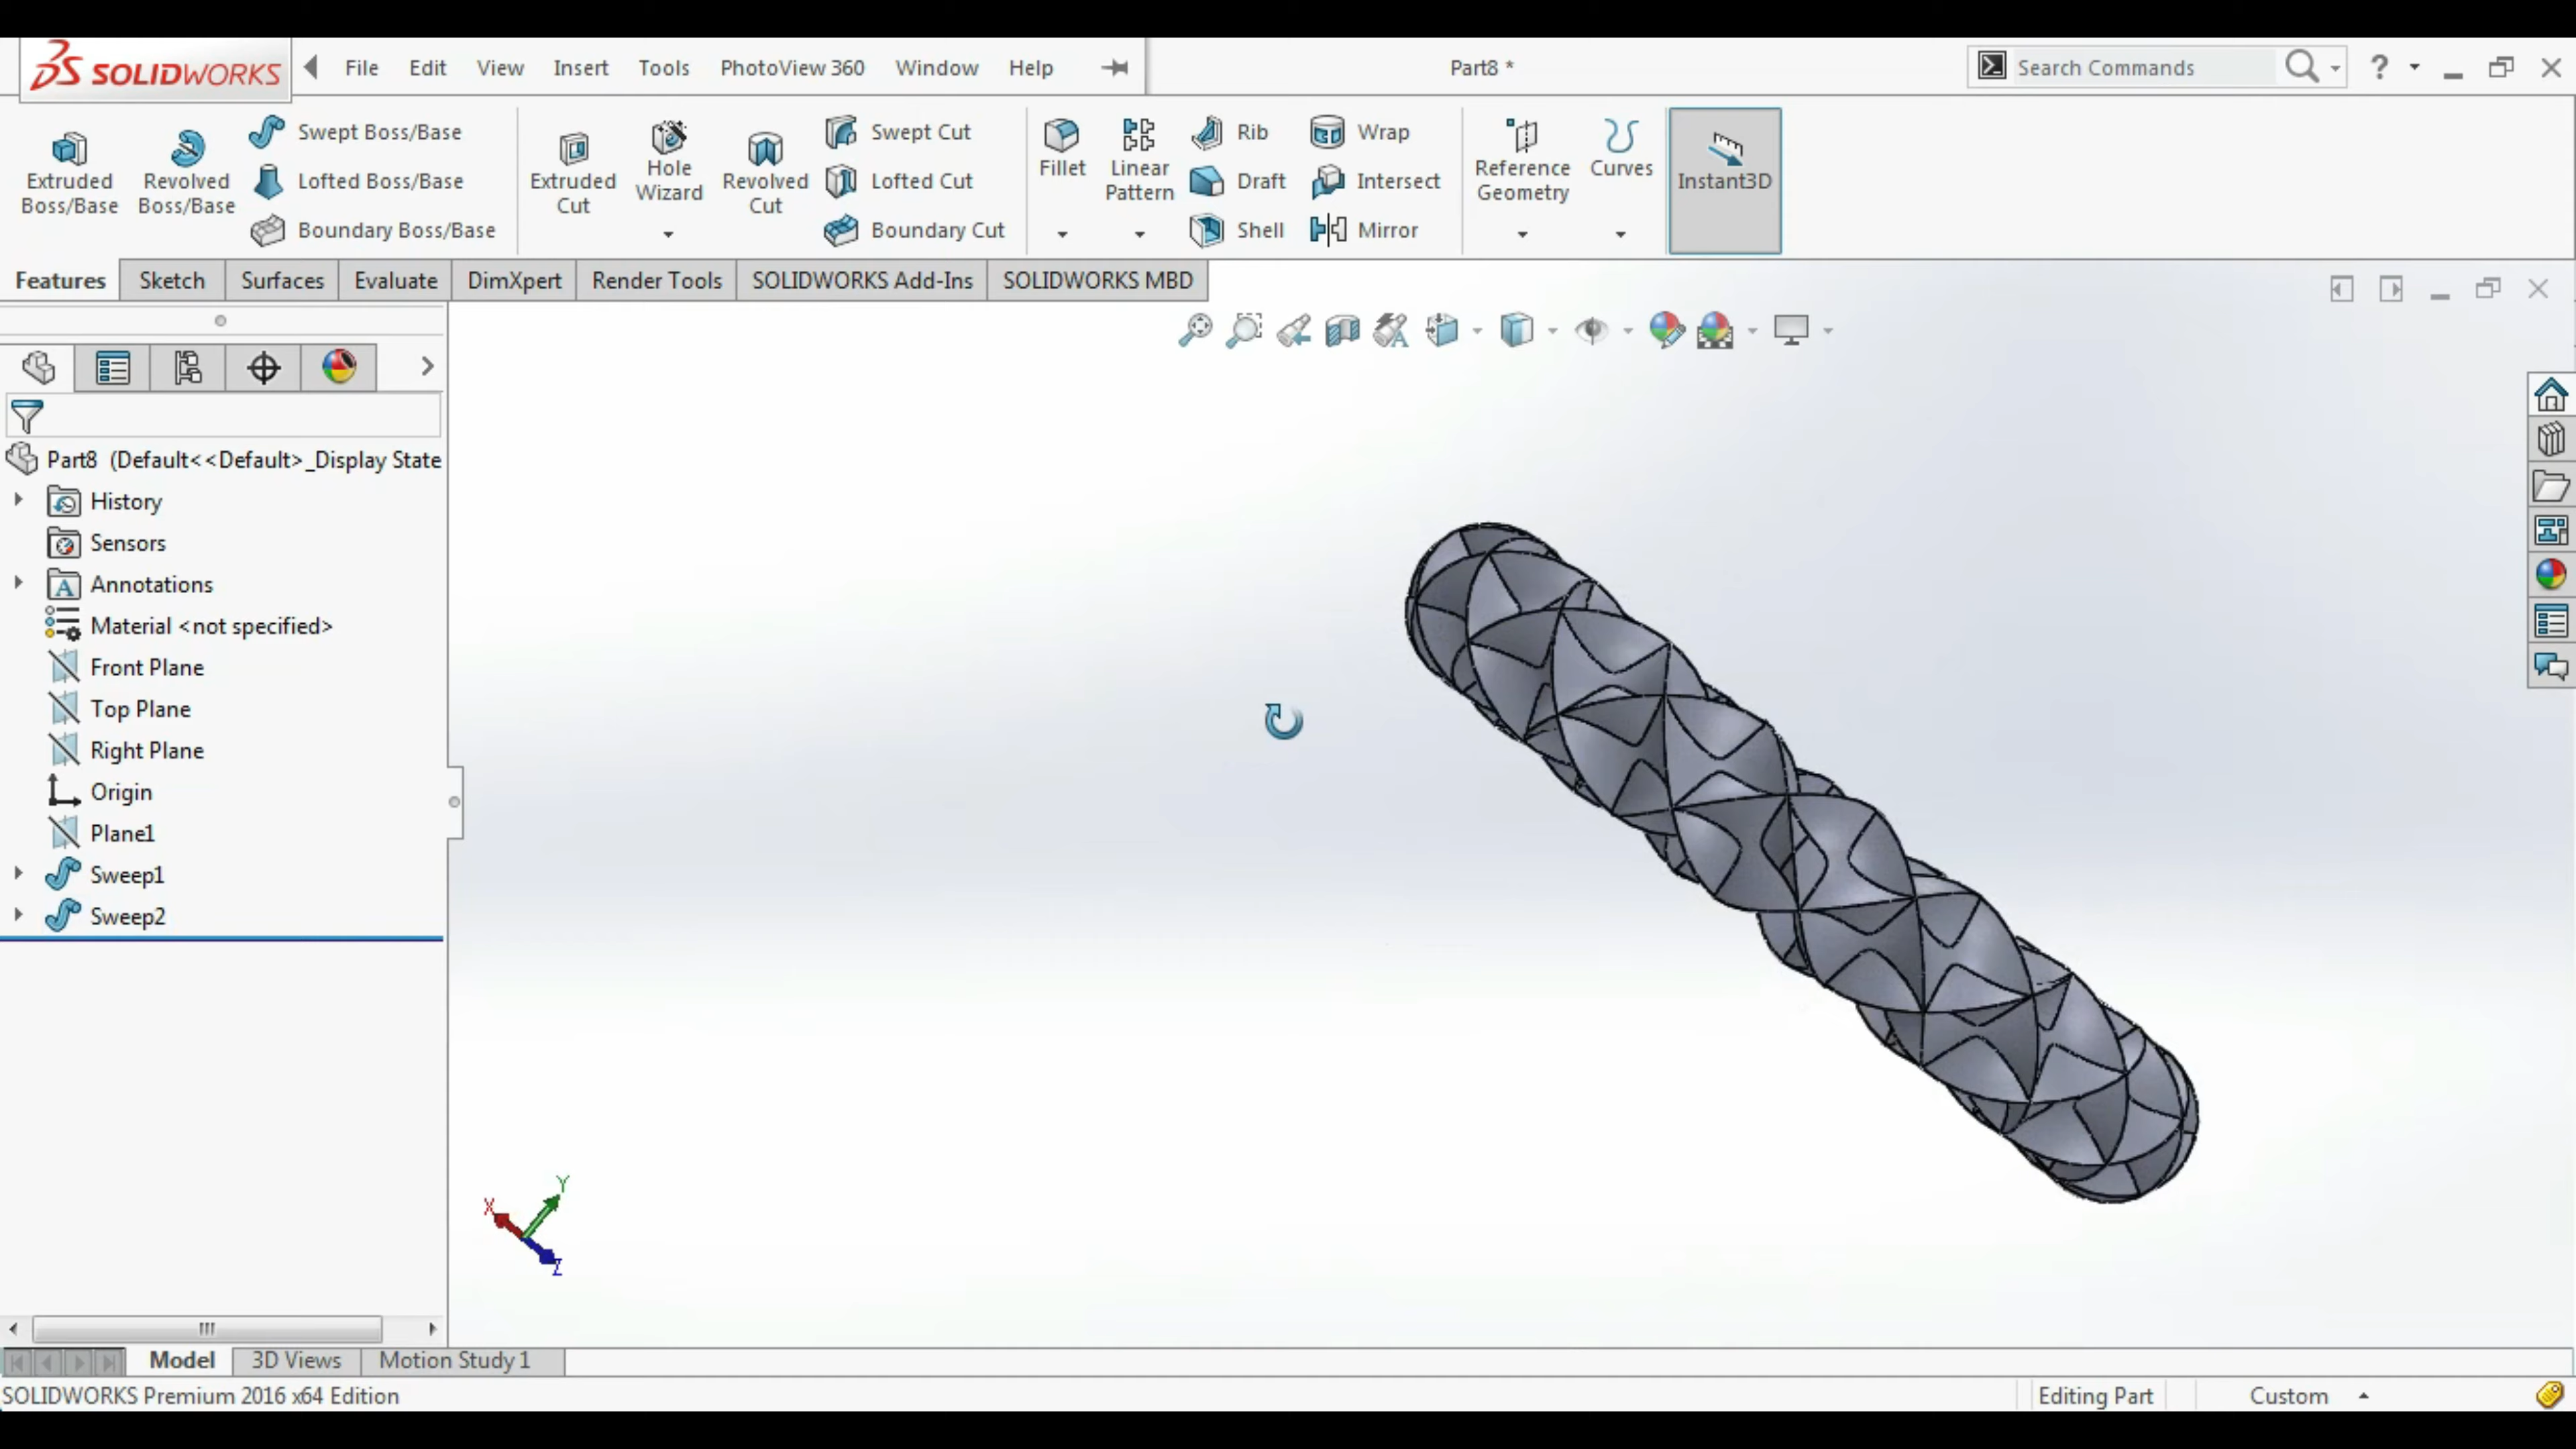 SOLIDWORKS
File Edit View Insert Tools PhotoView 360 Window Help
Part8 *
Search Commands
?
Extruded Boss/Base
Revolved Boss/Base
Swept Boss/Base
Lofted Boss/Base
Boundary Boss/Base
Extruded Cut
Hole Wizard
Revolved Cut
Swept Cut
Lofted Cut
Boundary Cut
Fillet
Linear Pattern
Rib
Draft
Shell
Wrap
Intersect
Mirror
Reference Geometry
Curves
Instant3D
Features Sketch Surfaces Evaluate DimXpert Render Tools SOLIDWORKS Add-Ins SOLIDWORKS MBD
Part8 (Default<<Default>_Display State
History
Sensors
Annotations
Material <not specified>
Front Plane
Top Plane
Right Plane
Origin
Plane1
Sweep1
Sweep2
Y
X
Z
Model 3D Views Motion Study 1
SOLIDWORKS Premium 2016 x64 Edition
Editing Part
Custom